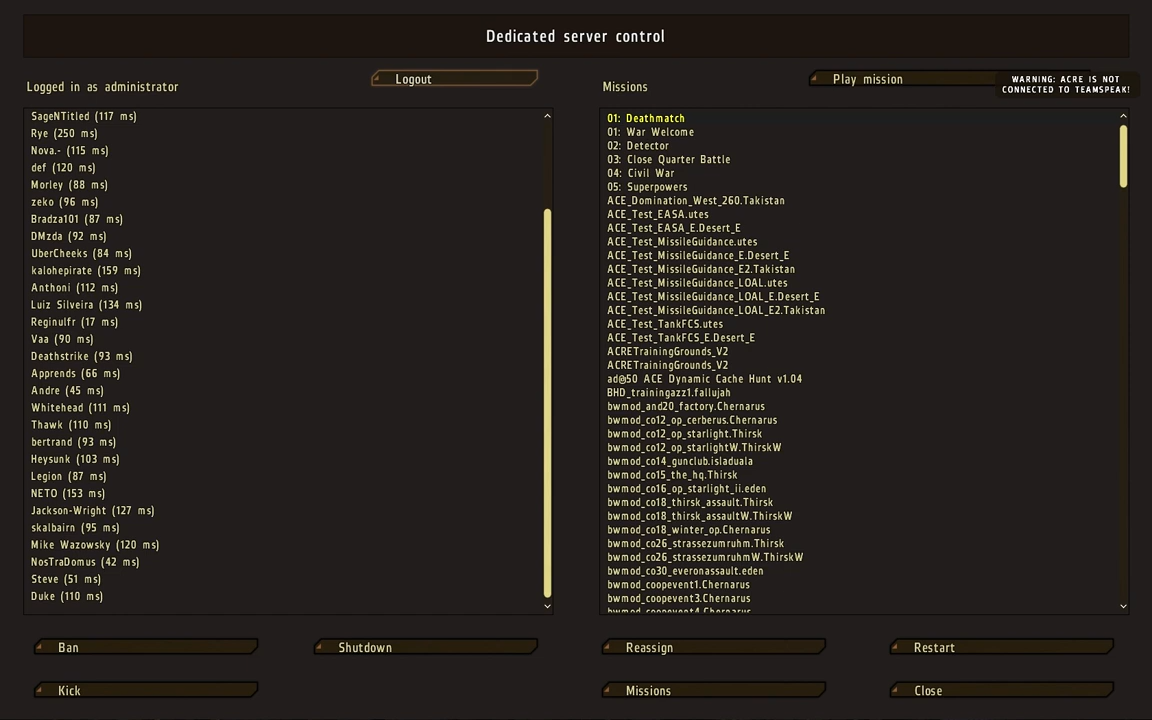 Dedicated server control
Logged in as administrator
Logout
Missions
Play mission
WARNING: ACRE IS NOT
CONNECTED TO TEAMSPEAK!
SageNTitled (117 ms)
Rye (250 ms)
Nova.- (115 ms)
def (120 ms)
Morley (88 ms)
zeko (96 ms)
Bradza101 (87 ms)
DMzda (92 ms)
UberCheeks (84 ms)
kalohepirate (159 ms)
Anthoni (112 ms)
Luiz Silveira (134 ms)
Reginulfr (17 ms)
Vaa (90 ms)
Deathstrike (93 ms)
Apprends (66 ms)
Andre (45 ms)
Whitehead (111 ms)
Thawk (110 ms)
bertrand (93 ms)
Heysunk (103 ms)
Legion (87 ms)
NETO (153 ms)
Jackson-Wright (127 ms)
skalbairn (95 ms)
Mike Wazowsky (120 ms)
NosTraDomus (42 ms)
Steve (51 ms)
Duke (110 ms)
01: Deathmatch
01: War Welcome
02: Detector
03: Close Quarter Battle
04: Civil War
05: Superpowers
ACE_Domination_West_260.Takistan
ACE_Test_EASA.utes
ACE_Test_EASA_E.Desert_E
ACE_Test_MissileGuidance.utes
ACE_Test_MissileGuidance_E.Desert_E
ACE_Test_MissileGuidance_E2.Takistan
ACE_Test_MissileGuidance_LOAL.utes
ACE_Test_MissileGuidance_LOAL_E.Desert_E
ACE_Test_MissileGuidance_LOAL_E2.Takistan
ACE_Test_TankFCS.utes
ACE_Test_TankFCS_E.Desert_E
ACRETrainingGrounds_V2
ACRETrainingGrounds_V2
ad@50 ACE Dynamic Cache Hunt v1.04
BHD_trainingazz1.fallujah
bwmod_and20_factory.Chernarus
bwmod_co12_op_cerberus.Chernarus
bwmod_co12_op_starlight.Thirsk
bwmod_co12_op_starlightW.ThirskW
bwmod_co14_gunclub.isladuala
bwmod_co15_the_hq.Thirsk
bwmod_co16_op_starlight_ii.eden
bwmod_co18_thirsk_assault.Thirsk
bwmod_co18_thirsk_assaultW.ThirskW
bwmod_co18_winter_op.Chernarus
bwmod_co26_strassezumruhm.Thirsk
bwmod_co26_strassezumruhmW.ThirskW
bwmod_co30_everonassault.eden
bwmod_coopevent1.Chernarus
bwmod_coopevent3.Chernarus
bwmod_coopevent4.Chernarus
Ban
Shutdown
Reassign
Restart
Kick
Missions
Close